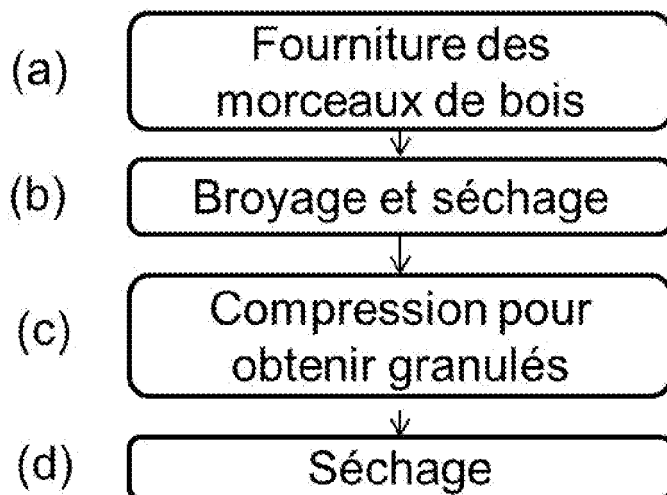 (a) Fourniture des
morceaux de bois
(b) Broyage et séchage
(c) Compression pour
obtenir granulés
(d) Séchage